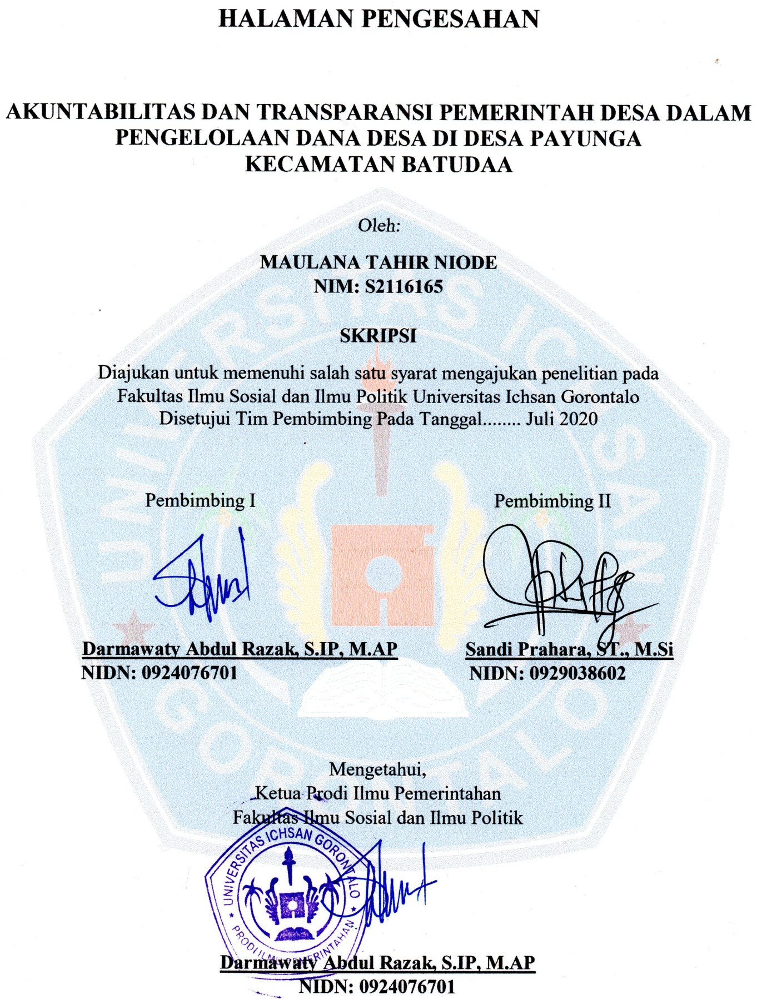 HALAMAN PENGESAHAN
AKUNTABILITAS DAN TRANSPARANSI PEMERINTAH DESA DALAM
PENGELOLAAN DANA DESA DI DESA PAYUNGA
KECAMATAN BATUDAA
Oleh:
MAULANA TAHIR NIODE
NIM: S2116165
SKRIPSI
Diajukan untuk memenuhi salah satu syarat mengajukan penelitian pada
Fakultas Ilmu Sosial dan Ilmu Politik Universitas Ichsan Gorontalo
Disetujui Tim Pembimbing Pada Tanggal........ Juli 2020
Pembimbing I
Pembimbing II
Darmawaty Abdul Razak, S.IP, M.AP
NIDN: 0924076701
Sandi Prahara, ST., M.Si
NIDN: 0929038602
UNIVERSITAS ICHSAN
GORONTALO
Mengetahui,
Ketua Prodi Ilmu Pemerintahan
Fakultas Ilmu Sosial dan Ilmu Politik
UNIVERSITAS ICHSAN GORONTALO
PRODI ILMU PEMERINTAHAN
Darmawaty Abdul Razak, S.IP, M.AP
NIDN: 0924076701